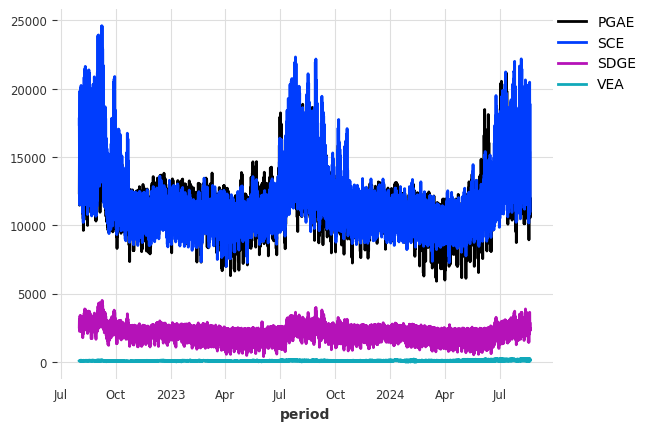 25000
20000
15000
10000
5000
0
Jul Oct 2023 Apr Jul Oct 2024 Apr Jul
period
PGAE
SCE
SDGE
VEA